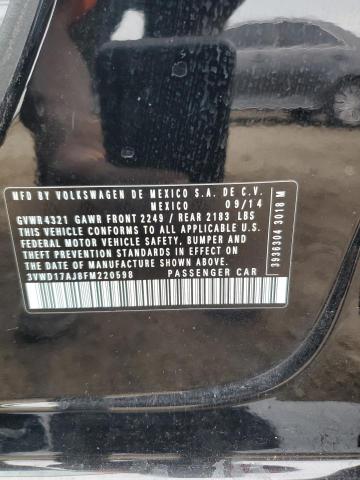 MFD BY VOLKSWAGEN DE MEXICO S.A. DE C.V.
MEXICO 09/14
GVWR4321 GAWR FRONT 2249 / REAR 2183 LBS
THIS VEHICLE CONFORMS TO ALL APPLICABLE U.S.
FEDERAL MOTOR VEHICLE SAFETY, BUMPER AND
THEFT PREVENTION STANDARDS IN EFFECT ON THE
DATE OF MANUFACTURE SHOWN ABOVE.
3VWD17AJ8FM220598 PASSENGER CAR
3936304 3018 M